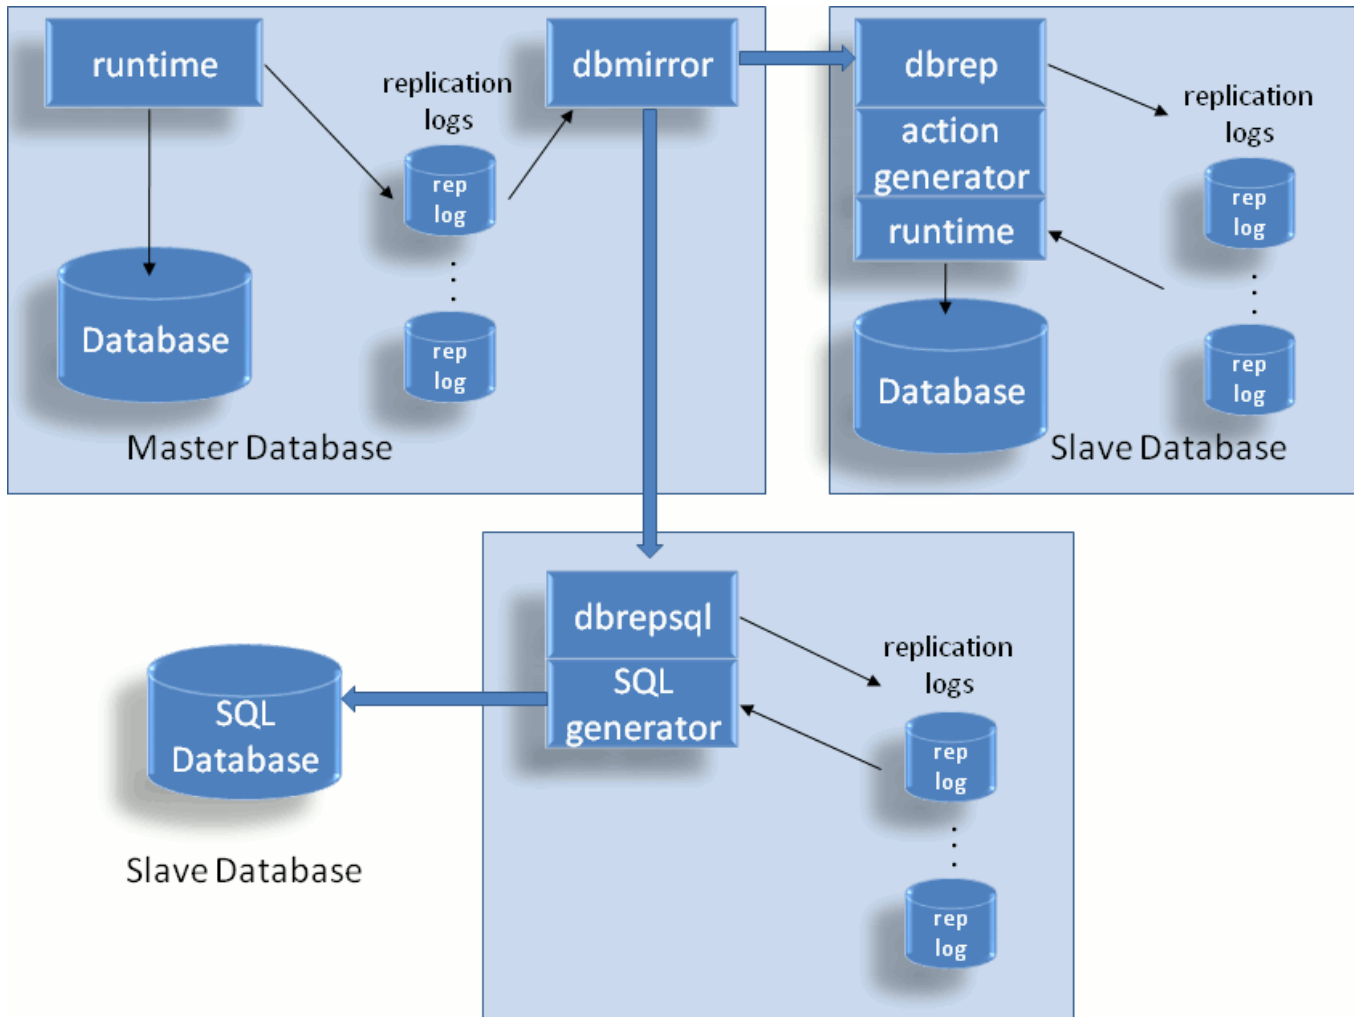 runtime
replication
logs
rep
log
rep
log
dbmirror
Database
Master Database
dbrep
action
generator
runtime
replication
logs
rep
log
rep
log
Database
Slave Database
dbrepsql
SQL
generator
replication
logs
rep
log
rep
log
SQL
Database
Slave Database